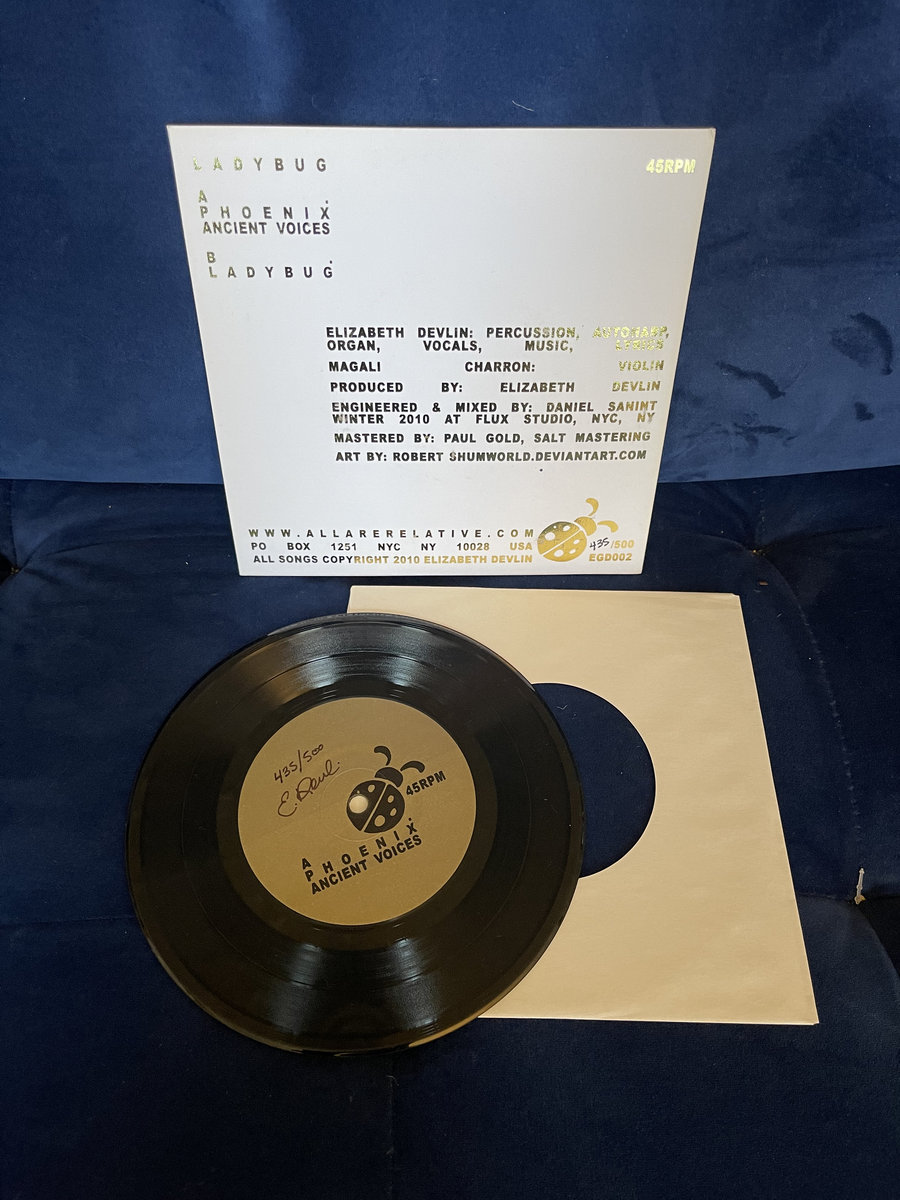 LADYBUG
45RPM
A.
PHOENIX
ANCIENT VOICES
B.
LADYBUG
ELIZABETH DEVLIN: PERCUSSION, AUTOHARP,
ORGAN, VOCALS, MUSIC, LYRICS
MAGALI CHARRON: VIOLIN
PRODUCED BY: ELIZABETH DEVLIN
ENGINEERED & MIXED BY: DANIEL SANINT
WINTER 2010 AT FLUX STUDIO, NYC, NY
MASTERED BY: PAUL GOLD, SALT MASTERING
ART BY: ROBERT SHUMWORLD.DEVIANTART.COM
WWW.ALLARERELATIVE.COM
PO BOX 1251 NYC NY 10028 USA
435/500
ALL SONGS COPYRIGHT 2010 ELIZABETH DEVLIN
EGD002
435/500
45RPM
A.
PHOENIX
ANCIENT VOICES